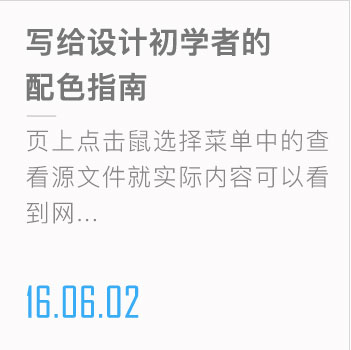 写给设计初学者的
配色指南
页上点击鼠选择菜单中的查
看源文件就实际内容可以看
到网...
16.06.02